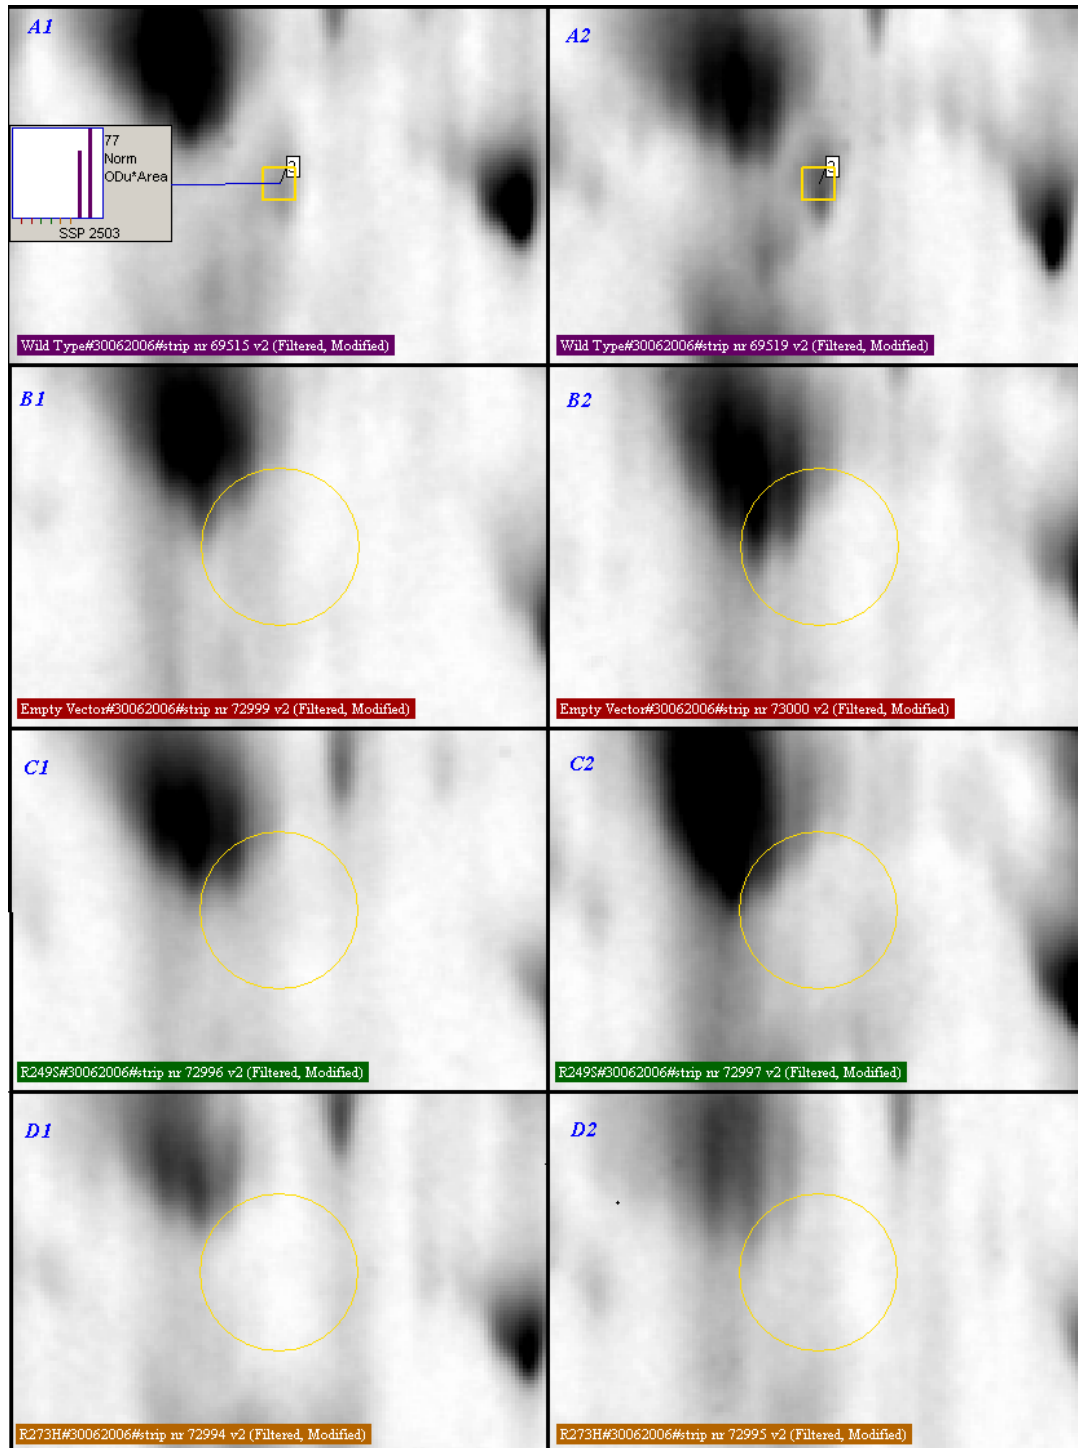 A1
A2
77
Norm
ODu*Area
SSP 2503
3
3
Wild Type#30062006#strip nr 69515 v2 (Filtered, Modified)
Wild Type#30062006#strip nr 69519 v2 (Filtered, Modified)
B1
B2
Empty Vector#30062006#strip nr 72999 v2 (Filtered, Modified)
Empty Vector#30062006#strip nr 73000 v2 (Filtered, Modified)
C1
C2
R249S#30062006#strip nr 72996 v2 (Filtered, Modified)
R249S#30062006#strip nr 72997 v2 (Filtered, Modified)
D1
D2
R273H#30062006#strip nr 72994 v2 (Filtered, Modified)
R273H#30062006#strip nr 72995 v2 (Filtered, Modified)